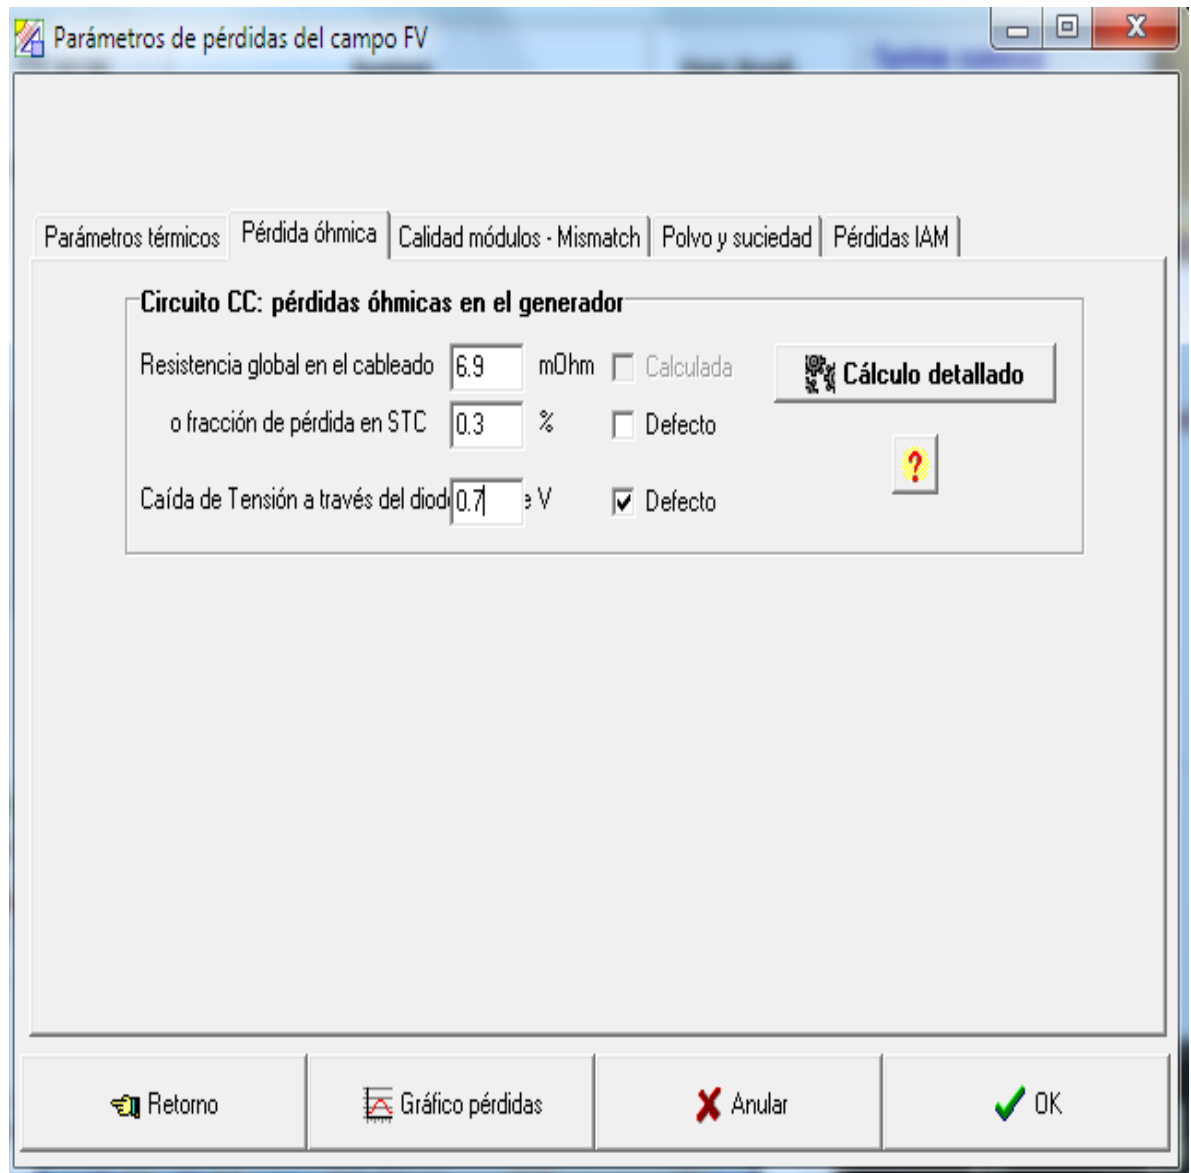 Parámetros de pérdidas del campo FV
Parámetros térmicos Pérdida óhmica Calidad módulos - Mismatch Polvo y suciedad Pérdidas IAM
Circuito CC: pérdidas óhmicas en el generador
Resistencia global en el cableado 6.9 mOhm Calculada Cálculo detallado
o fracción de pérdida en STC 0.3 % Defecto
?
Caída de Tensión a través del diod 0.7 e V Defecto
Retorno Gráfico pérdidas Anular OK